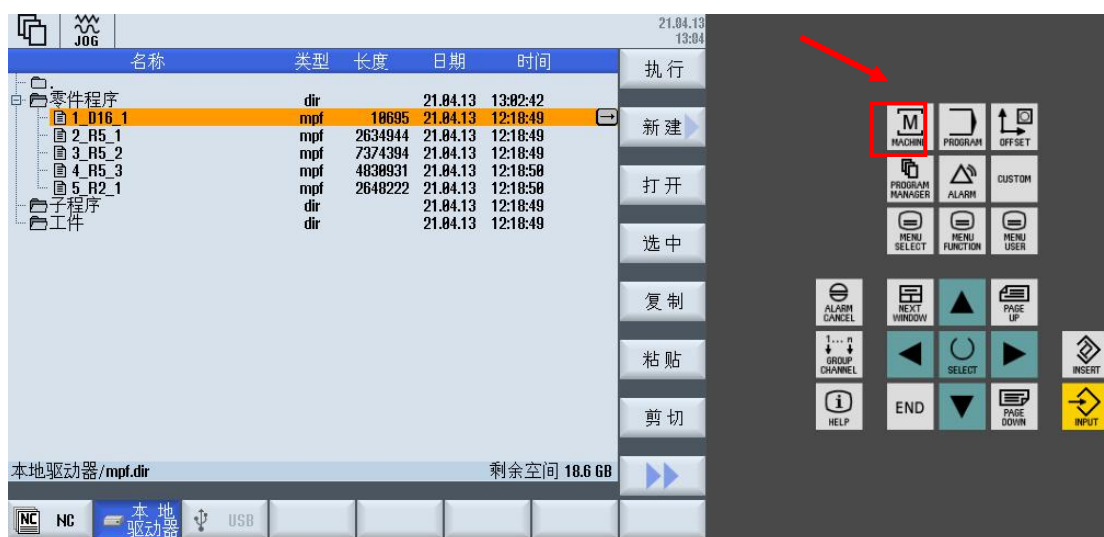 JOG
21.04.13
13:04
名称 类型 长度 日期 时间
零件程序 dir 21.04.13 13:02:42
1_D16_1 mpf 10695 21.04.13 12:18:49
2_R5_1 mpf 2634944 21.04.13 12:18:49
3_R5_2 mpf 7374394 21.04.13 12:18:49
4_R5_3 mpf 4830931 21.04.13 12:18:50
5_R2_1 mpf 2648222 21.04.13 12:18:50
子程序 dir 21.04.13 12:18:49
工件 dir 21.04.13 12:18:49
本地驱动器/mpf.dir 剩余空间 18.6 GB
NC NC 本地 USB
驱动器
执行
新建
打开
选中
复制
粘贴
剪切
M
MACHINE PROGRAM OFFSET
PROGRAM
MANAGER ALARM CUSTOM
MENU
SELECT
MENU
FUNCTION
MENU
USER
ALARM
CANCEL
NEXT
WINDOW
PAGE
UP
1... n
GROUP
CHANNEL
SELECT
INSERT
i
HELP
END
PAGE
DOWN
INPUT